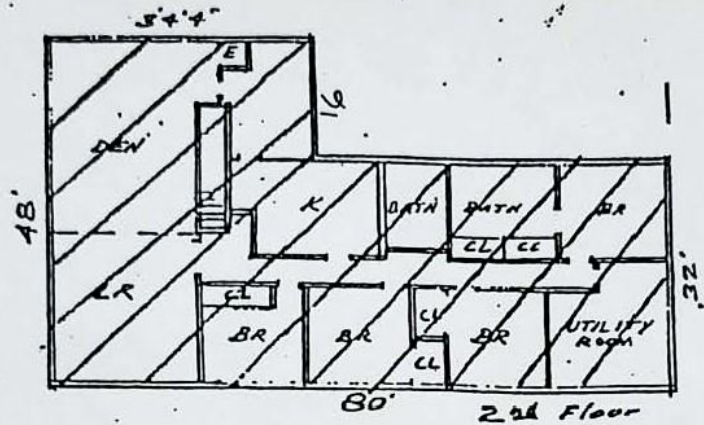 34'4"
E
16
DEN
48'
K
BATH
BATH
BR
CL
CL
LR
CL
32'
BR
BR
CL
BR
UTILITY
ROOM
CL
80'
2nd Floor